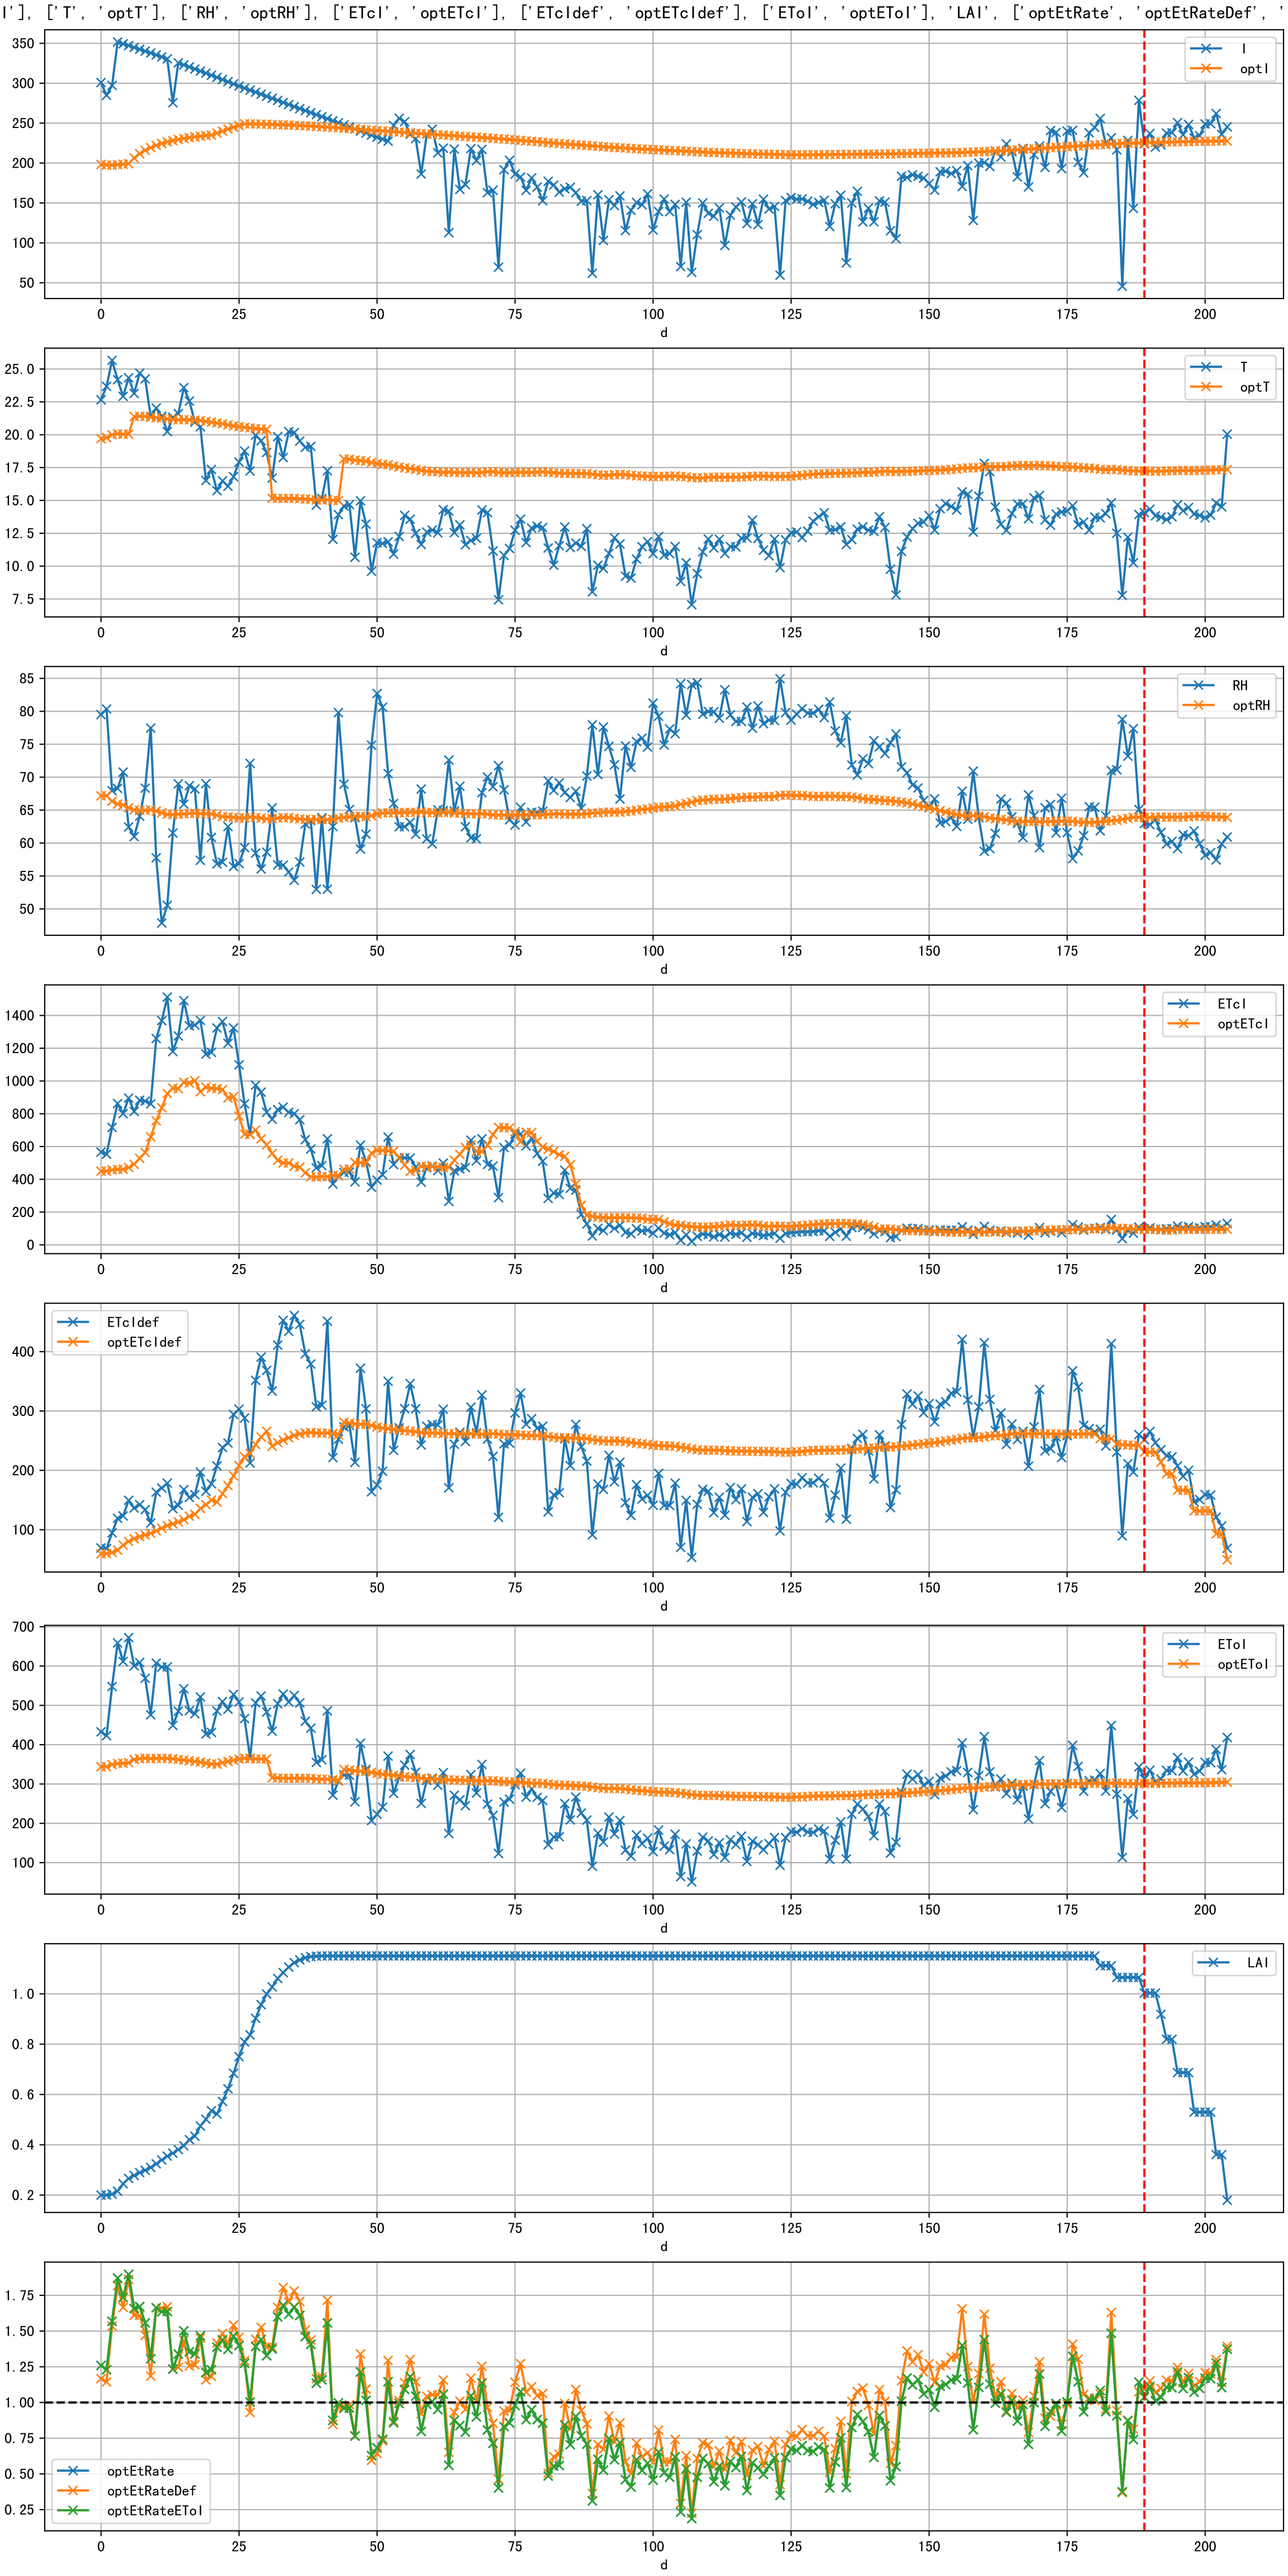 I'], ['T', 'optT'], ['RH', 'optRH'], ['ETcI', 'optETcI'], ['ETcIdef', 'optETcIdef'], ['EToI', 'optEToI'], 'LAI', ['optEtRate', 'optEtRateDef', '
350
300
250
200
150
100
50
I
optI
0 25 50 75 100 125 150 175 200
d
25.0
22.5
20.0
17.5
15.0
12.5
10.0
7.5
T
optT
0 25 50 75 100 125 150 175 200
d
85
80
75
70
65
60
55
50
RH
optRH
0 25 50 75 100 125 150 175 200
d
1400
1200
1000
800
600
400
200
0
ETcI
optETcI
0 25 50 75 100 125 150 175 200
d
400
300
200
100
ETcIdef
optETcIdef
0 25 50 75 100 125 150 175 200
d
700
600
500
400
300
200
100
EToI
optEToI
0 25 50 75 100 125 150 175 200
d
1.0
0.8
0.6
0.4
0.2
LAI
0 25 50 75 100 125 150 175 200
d
1.75
1.50
1.25
1.00
0.75
0.50
0.25
optEtRate
optEtRateDef
optEtRateEToI
0 25 50 75 100 125 150 175 200
d